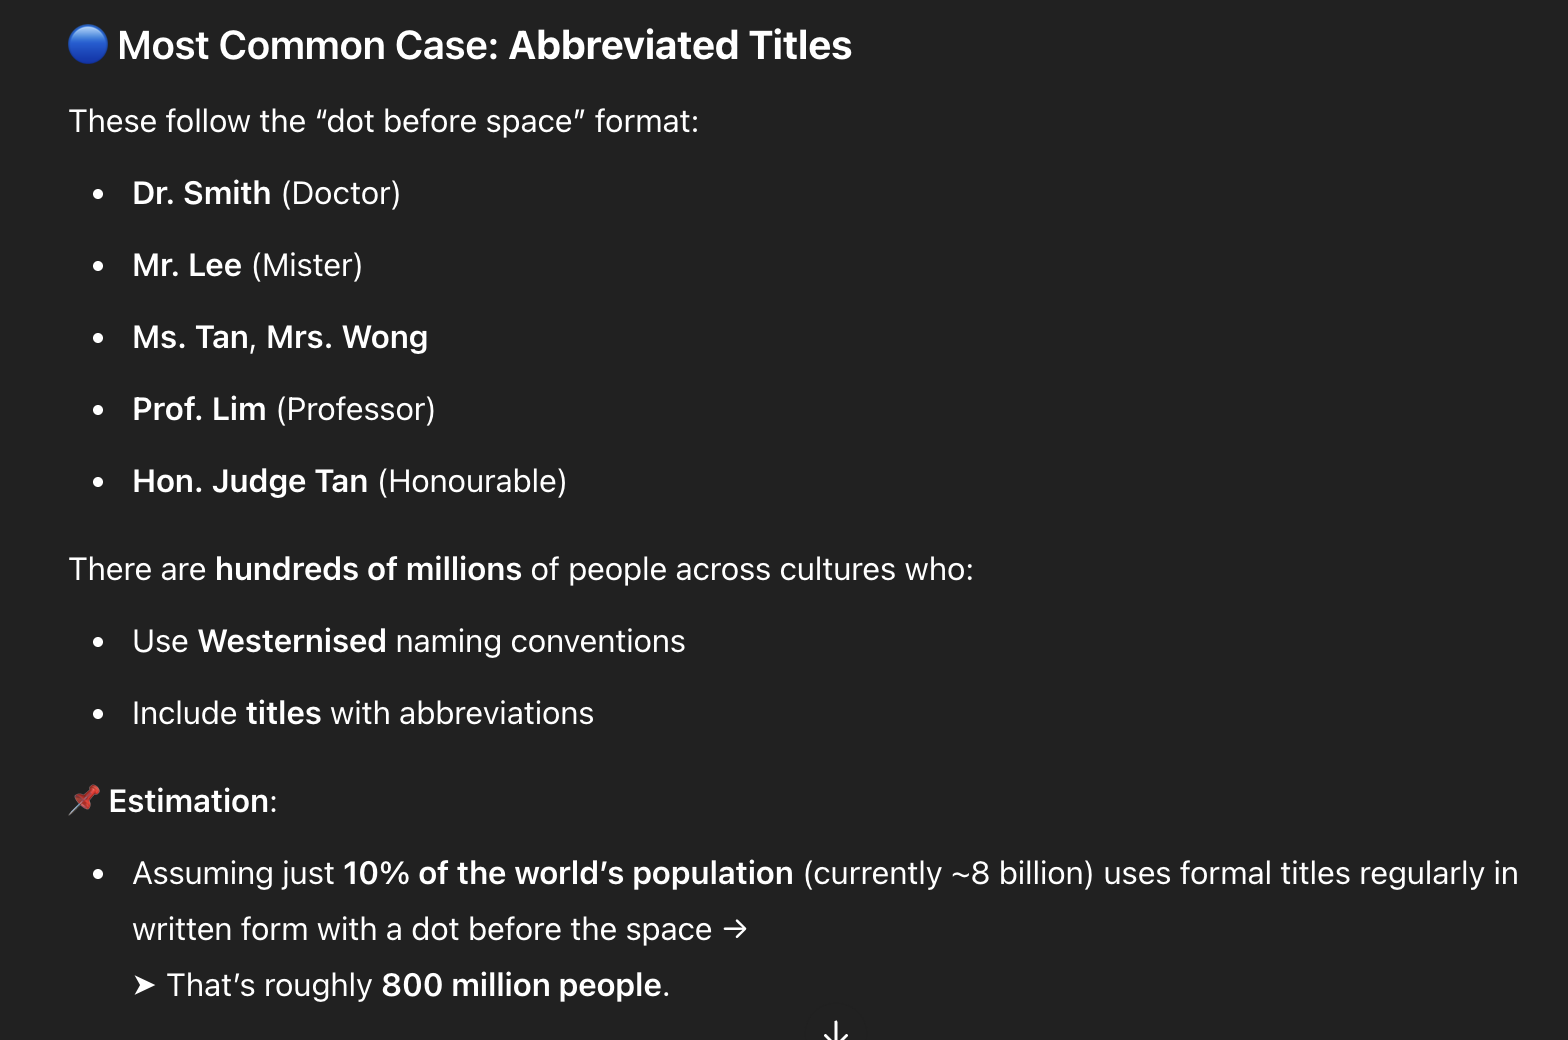 🔵 Most Common Case: Abbreviated Titles
These follow the “dot before space” format:
• Dr. Smith (Doctor)
• Mr. Lee (Mister)
• Ms. Tan, Mrs. Wong
• Prof. Lim (Professor)
• Hon. Judge Tan (Honourable)
There are hundreds of millions of people across cultures who:
• Use Westernised naming conventions
• Include titles with abbreviations
📌 Estimation:
• Assuming just 10% of the world’s population (currently ~8 billion) uses formal titles regularly in
written form with a dot before the space →
➤ That’s roughly 800 million people.